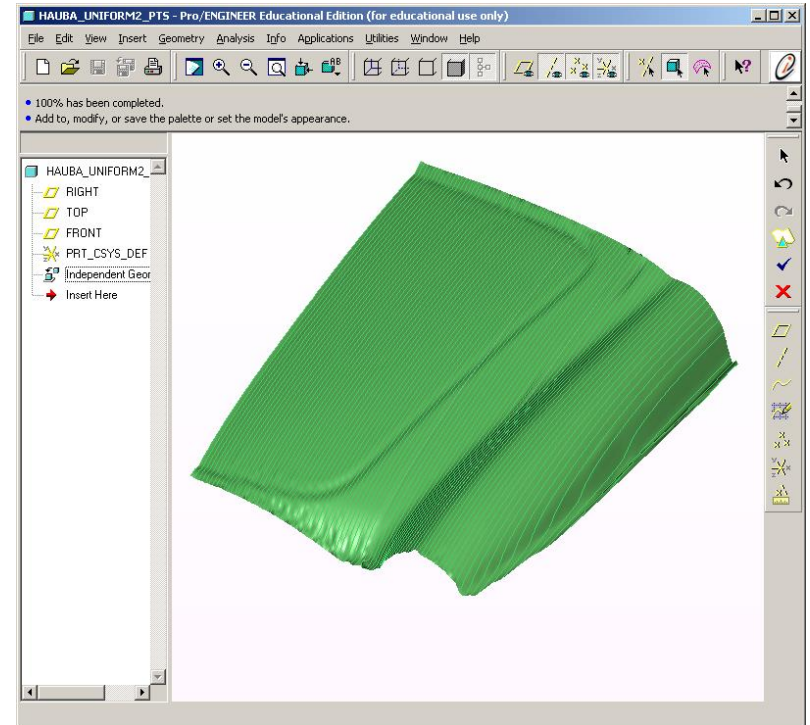 HAUBA_UNIFORM2_PTS - Pro/ENGINEER Educational Edition (for educational use only)
File Edit View Insert Geometry Analysis Info Applications Utilities Window Help
• 100% has been completed.
• Add to, modify, or save the palette or set the model's appearance.
HAUBA_UNIFORM2_
RIGHT
TOP
FRONT
PRT_CSYS_DEF
Independent Geor
Insert Here